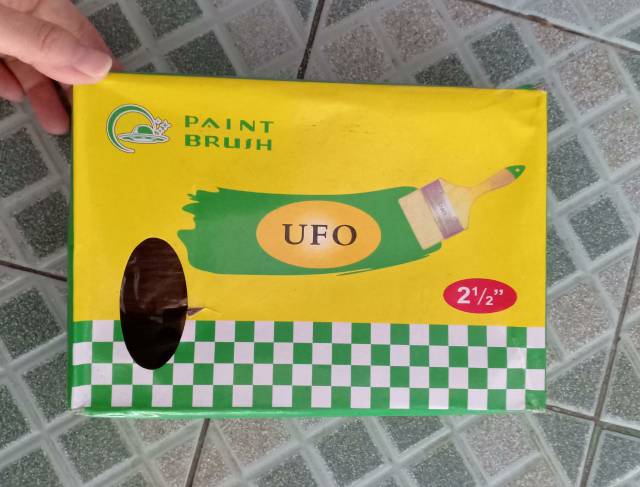 PAINT
BRUSH
UFO
2 1/2"